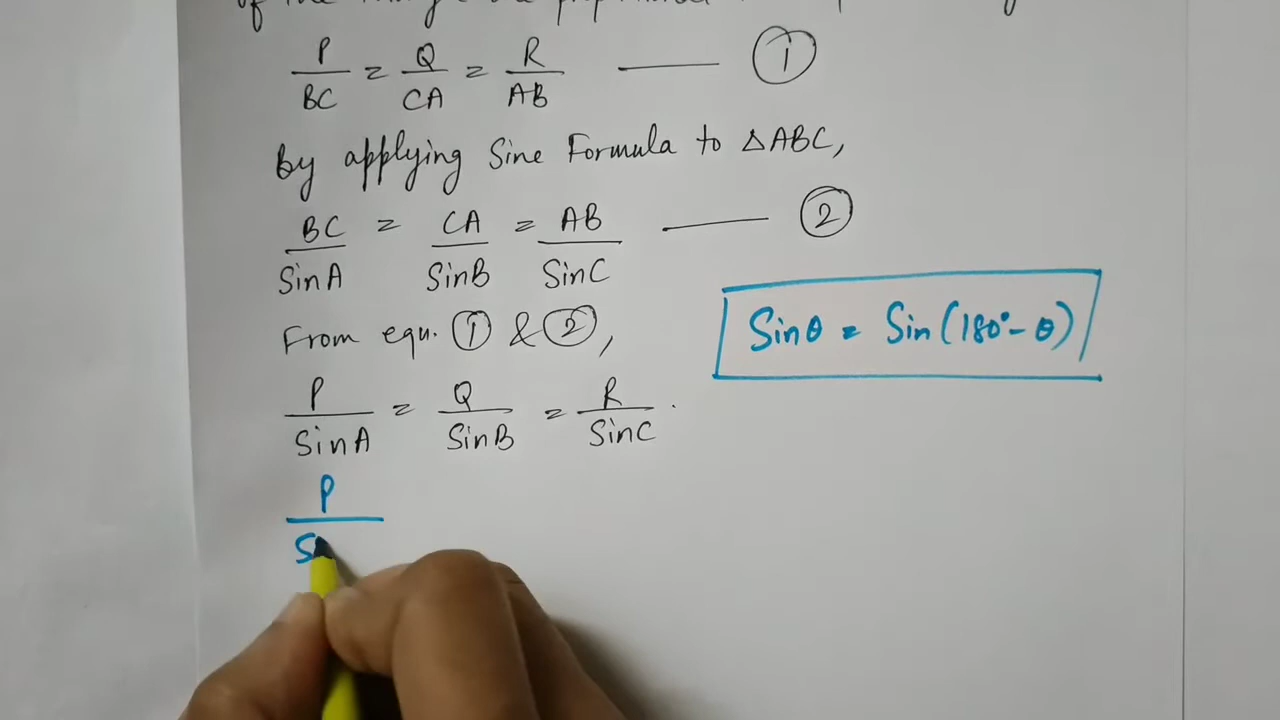 P/BC = Q/CA = R/AB —— ①
By applying Sine Formula to ΔABC,
BC/SinA = CA/SinB = AB/SinC —— ②
From equ. ① & ②,
Sinθ = Sin(180°-θ)
P/SinA = Q/SinB = R/SinC.
P/S